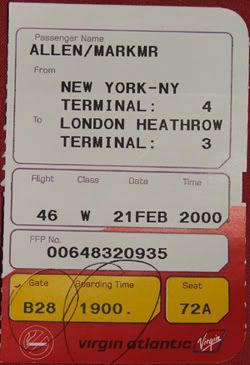 Passenger Name
ALLEN/MARKMR
From
NEW YORK-NY
TERMINAL: 4
To LONDON HEATHROW
TERMINAL: 3
Flight Class Date Time
46 W 21FEB 2000
FFP No.
00648320935
Gate Boarding Time Seat
B28 1900. 72A
virgin atlantic Virgin